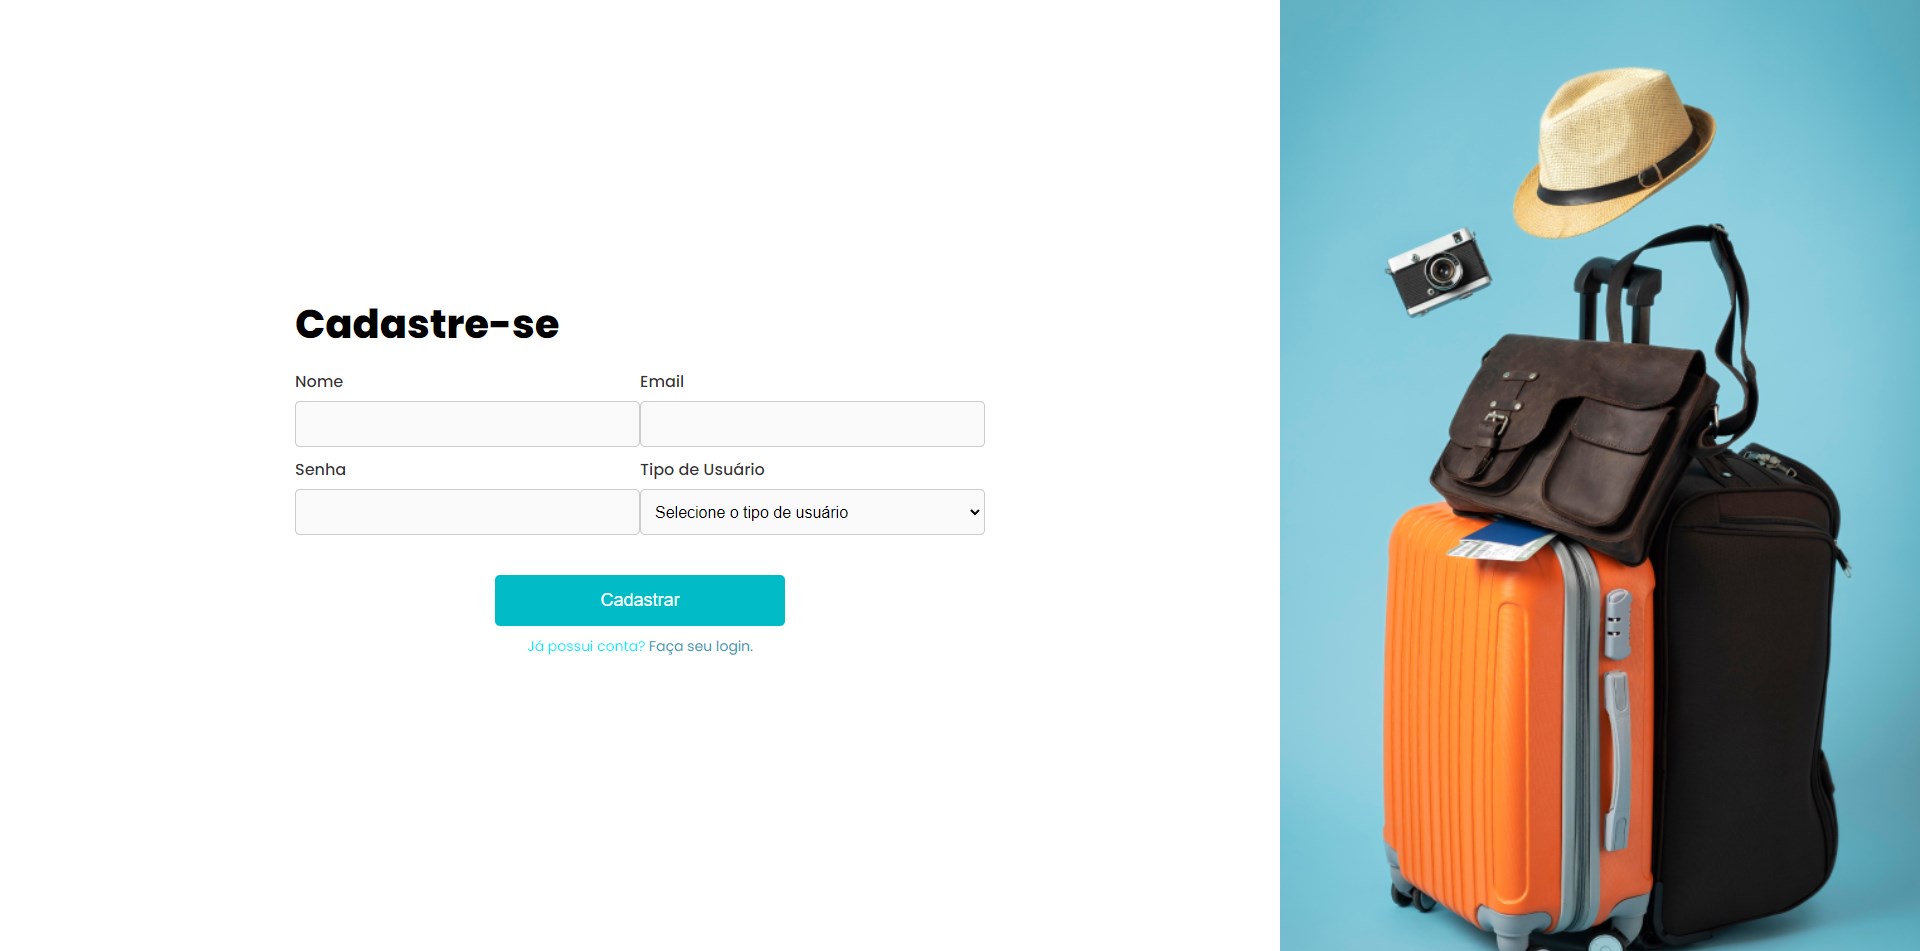 Cadastre-se
Nome
Email
Senha
Tipo de Usuário
Selecione o tipo de usuário
Cadastrar
Já possui conta? Faça seu login.